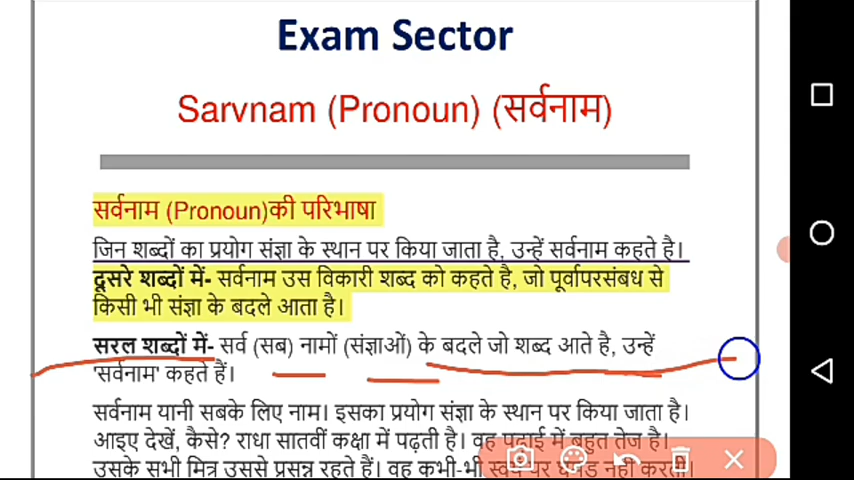 Exam Sector
Sarvnam (Pronoun) (सर्वनाम)
सर्वनाम (Pronoun)की परिभाषा
जिन शब्दों का प्रयोग संज्ञा के स्थान पर किया जाता है, उन्हें सर्वनाम कहते है।
दूसरे शब्दों में- सर्वनाम उस विकारी शब्द को कहते है, जो पूर्वापरसंबध से
किसी भी संज्ञा के बदले आता है।
सरल शब्दों में- सर्व (सब) नामों (संज्ञाओं) के बदले जो शब्द आते है, उन्हें
'सर्वनाम' कहते हैं।
सर्वनाम यानी सबके लिए नाम। इसका प्रयोग संज्ञा के स्थान पर किया जाता है।
आइए देखें, कैसे? राधा सातवीं कक्षा में पढ़ती है। वह पढ़ाई में बहुत तेज है।
उसके सभी मित्र उससे प्रसन्न रहते हैं। वह कभी-भी पर नहीं करती।